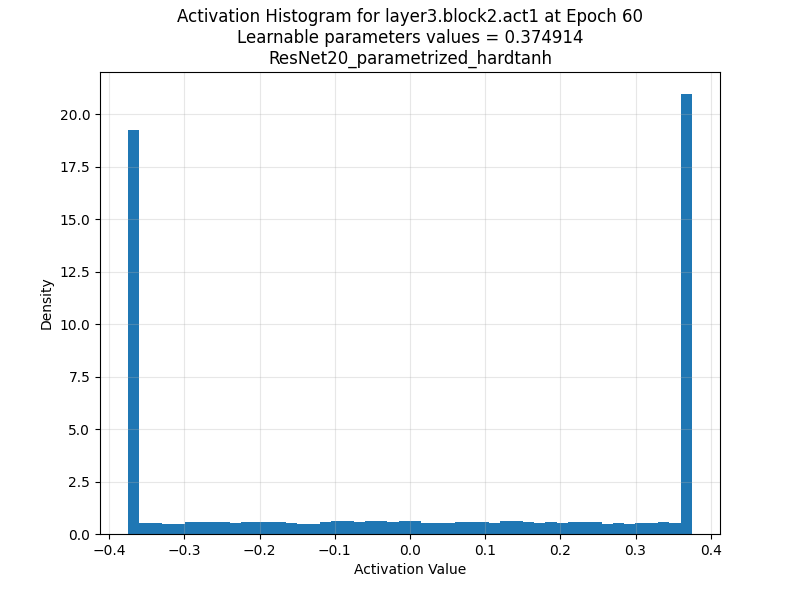 Activation Histogram for layer3.block2.act1 at Epoch 60
Learnable parameters values = 0.374914
ResNet20_parametrized_hardtanh
20.0
17.5
15.0
12.5
10.0
7.5
5.0
2.5
0.0
Density
−0.4 −0.3 −0.2 −0.1 0.0 0.1 0.2 0.3 0.4
Activation Value